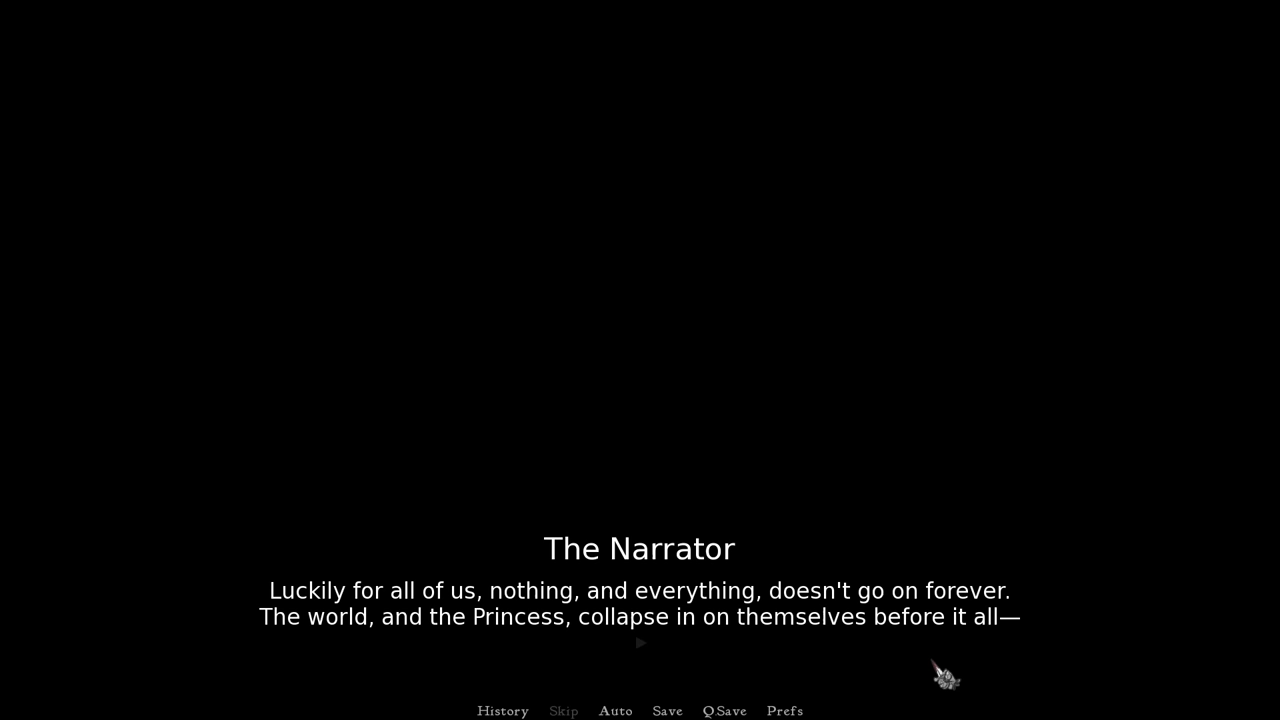 The Narrator
Luckily for all of us, nothing, and everything, doesn't go on forever.
The world, and the Princess, collapse in on themselves before it all—
History Skip Auto Save Q.Save Prefs